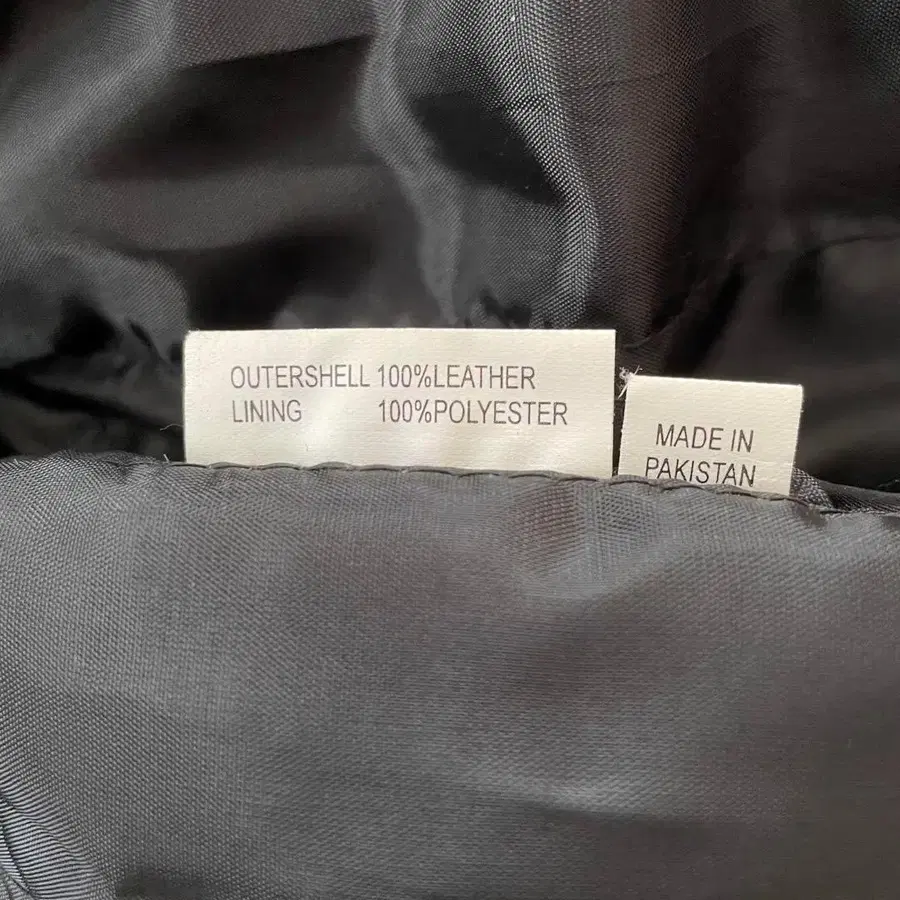 OUTERSHELL 100%LEATHER
LINING 100%POLYESTER
MADE IN
PAKISTAN